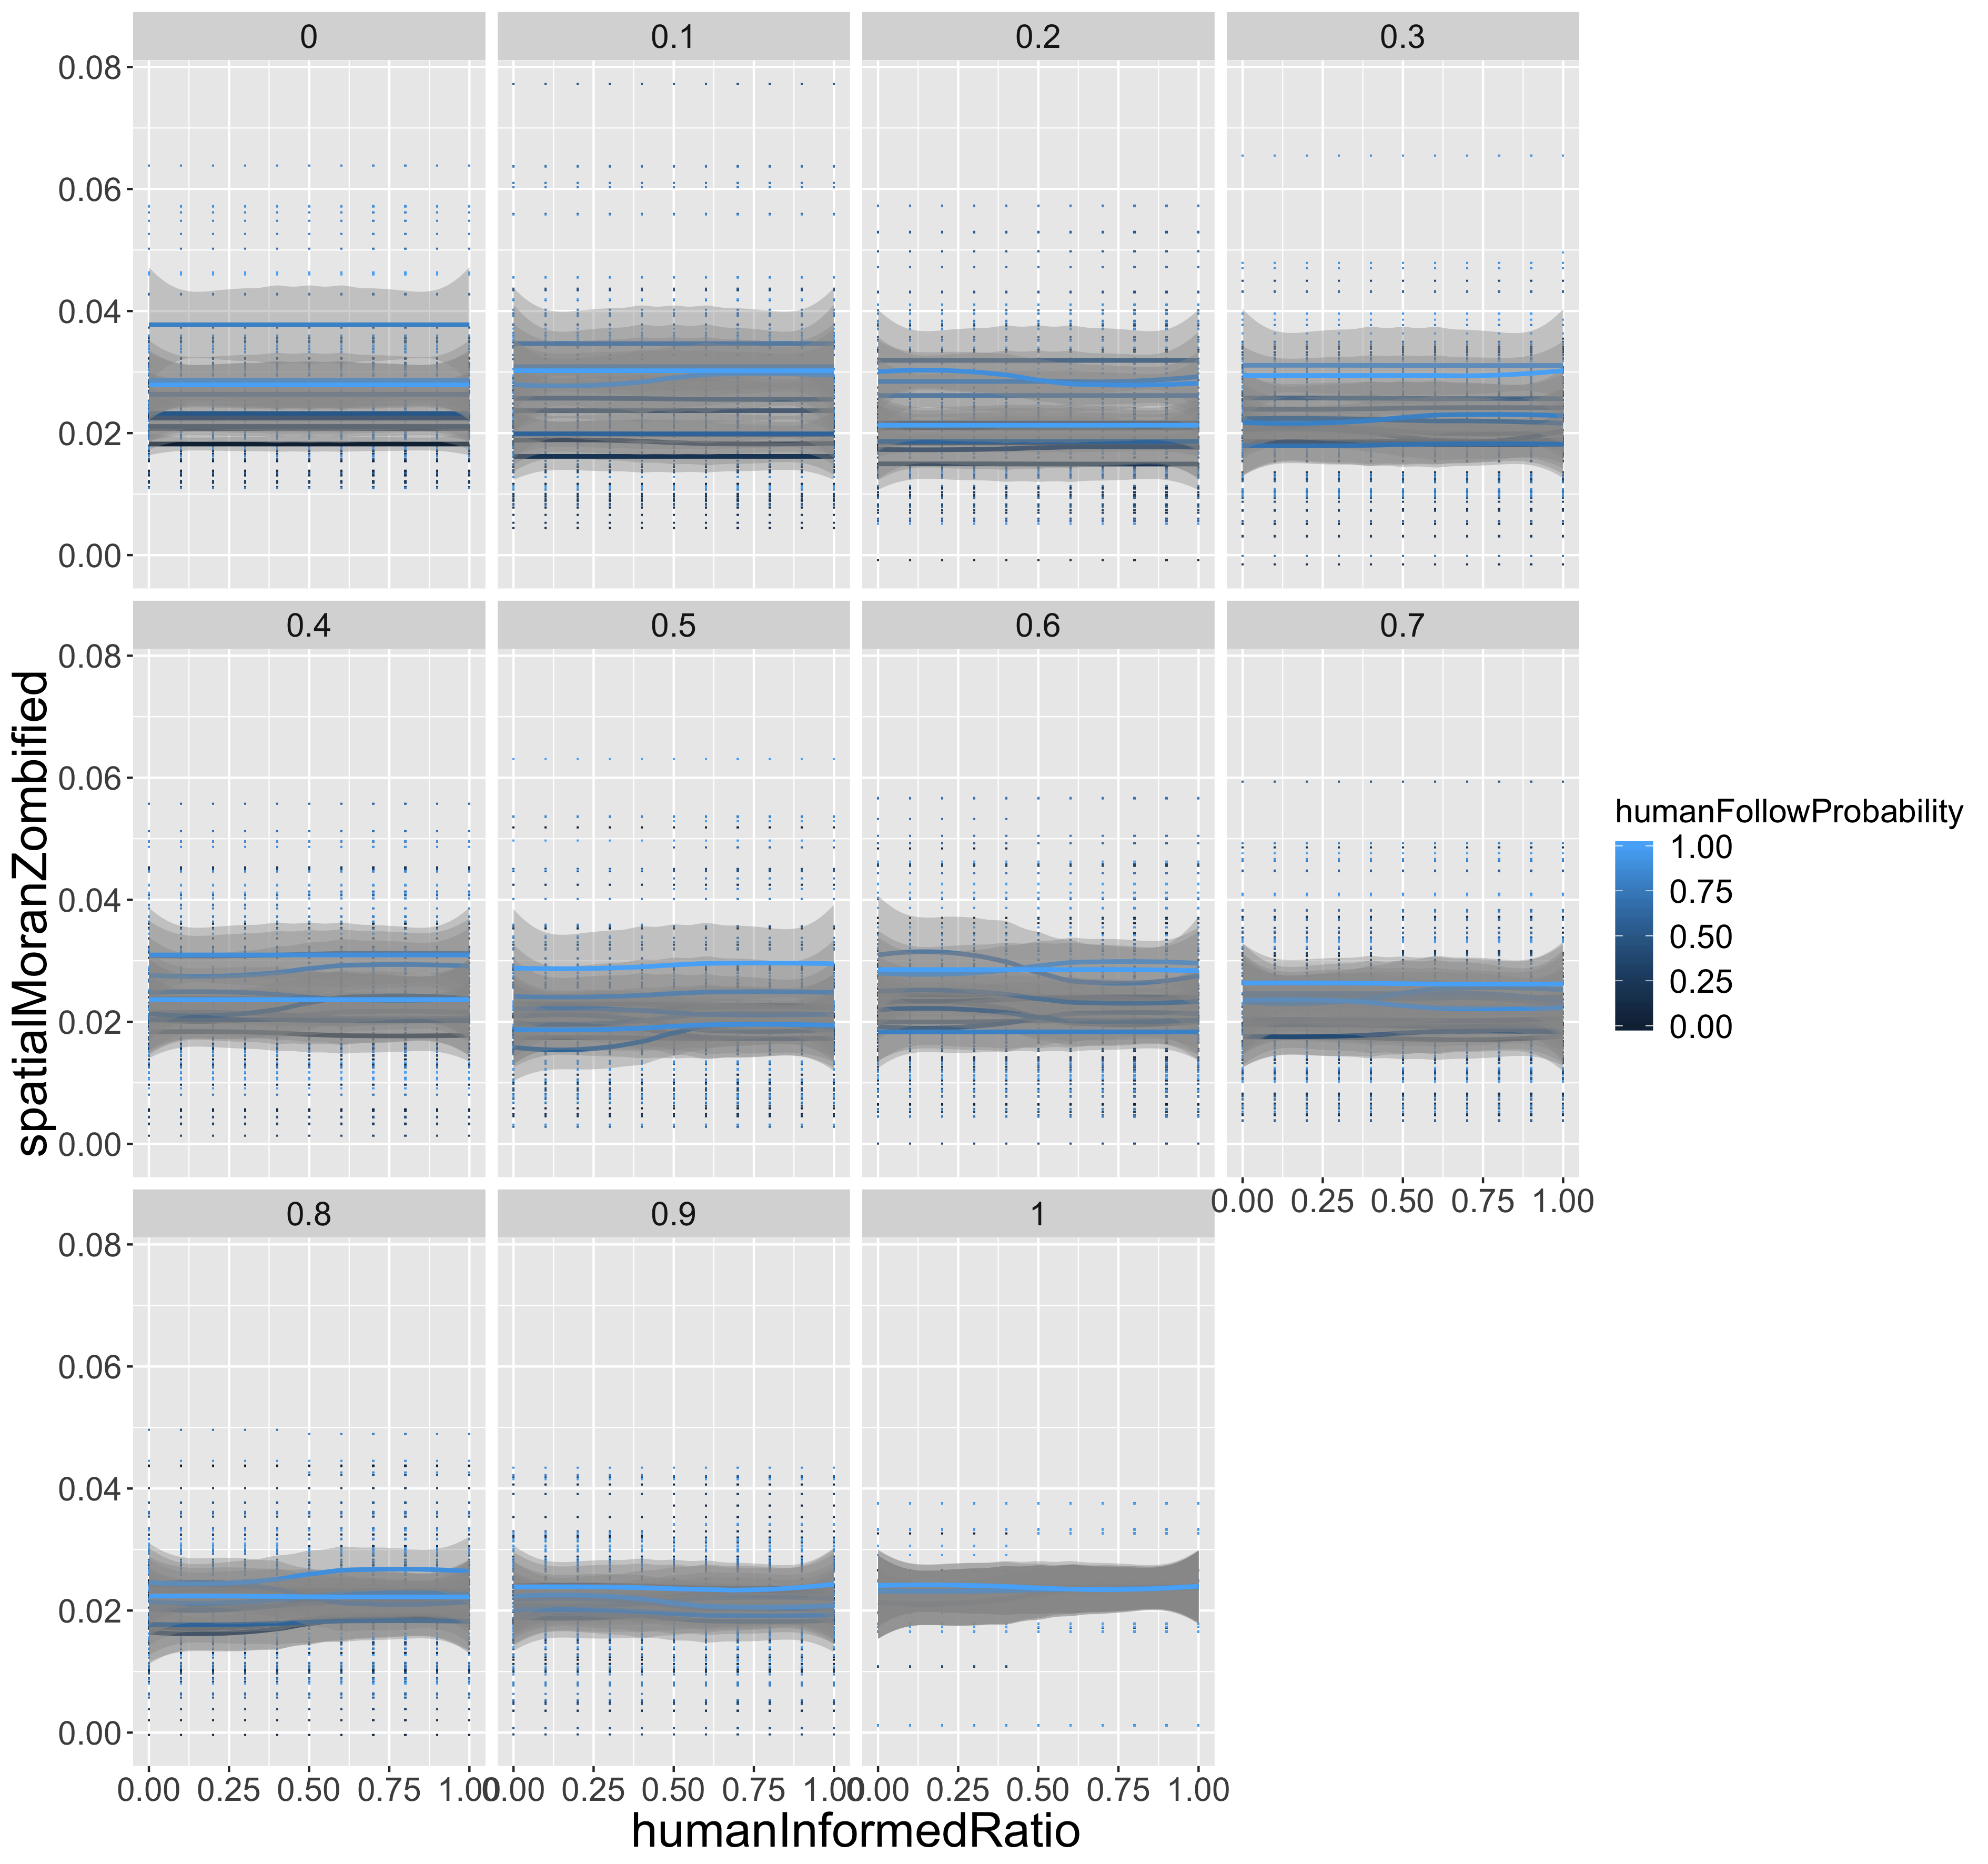 0 0.1 0.2 0.3
0.08
0.06
0.04
0.02
0.00
0.4 0.5 0.6 0.7
0.08
0.06
0.04
0.02
0.00
0.00 0.25 0.50 0.75 1.00
0.8 0.9 1
0.08
0.06
0.04
0.02
0.00
0.00 0.25 0.50 0.75 1.00 0.00 0.25 0.50 0.75 1.00 0.00 0.25 0.50 0.75 1.00
humanInformedRatio
spatialMoranZombified
humanFollowProbability
1.00
0.75
0.50
0.25
0.00